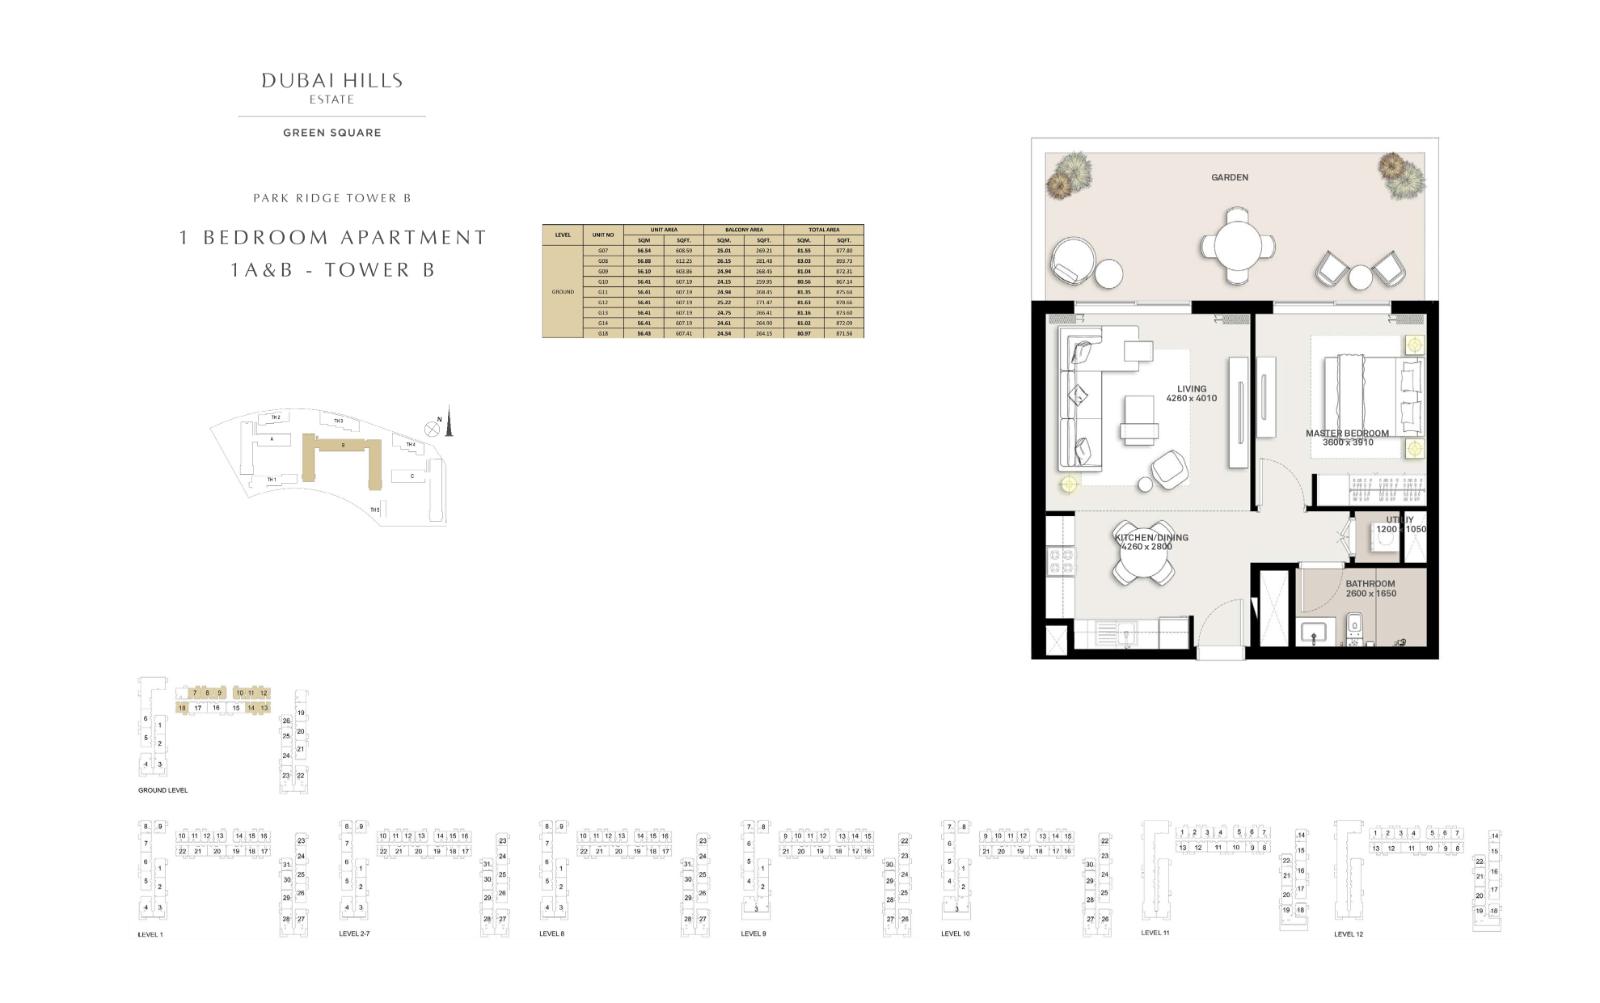 DUBAI HILLS
ESTATE
GREEN SQUARE
PARK RIDGE TOWER B
1 BEDROOM APARTMENT
1A&B - TOWER B
LEVEL UNIT NO UNIT AREA BALCONY AREA TOTAL AREA
SQM SQFT. SQM. SQFT. SQM. SQFT.
GROUND
G07 56.54 608.59 25.01 269.21 81.55 877.80
G08 56.88 612.25 26.15 281.48 83.03 893.73
G09 56.10 603.86 24.94 268.45 81.04 872.31
G10 56.41 607.19 24.15 259.95 80.56 867.14
G11 56.41 607.19 24.94 268.45 81.35 875.64
G12 56.41 607.19 25.22 271.47 81.63 878.66
G13 56.41 607.19 24.75 266.41 81.16 873.60
G14 56.41 607.19 24.61 264.90 81.02 872.09
G18 56.43 607.41 24.54 264.15 80.97 871.56
GARDEN
LIVING
4260 x 4010
MASTER BEDROOM
3600 x 3910
KITCHEN/DINING
4260 x 2800
UTILIY
1200 x 1050
BATHROOM
2600 x 1650
TH 2
TH 3
N
A
B
TH 4
TH 1
C
TH 5
7 8 9 10 11 12
18 17 16 15 14 13
6
5
1
2
4 3
19
26
20
25
21
24
23 22
GROUND LEVEL
8 9
7
6
5
1
2
4 3
10 11 12 13 14 15 16
22 21 20 19 18 17
23
24
31
25
30
26
29
28 27
LEVEL 1
8 9
7
6
5
1
2
4 3
10 11 12 13 14 15 16
22 21 20 19 18 17
23
24
31
25
30
26
29
28 27
LEVEL 2-7
8 9
7
6
5
1
2
4 3
10 11 12 13 14 15 16
22 21 20 19 18 17
23
24
31
25
30
26
29
28 27
LEVEL 8
7 8
6
5
4
1
2
3
9 10 11 12 13 14 15
21 20 19 18 17 16
22
23
30
24
29
25
28
27 26
LEVEL 9
7 8
6
5
4
1
2
3
9 10 11 12 13 14 15
21 20 19 18 17 16
22
23
30
24
29
25
28
27 26
LEVEL 10
1 2 3 4 5 6 7
13 12 11 10 9 8
14
15
22
16
21
17
20
19 18
LEVEL 11
1 2 3 4 5 6 7
13 12 11 10 9 8
14
15
22
16
21
17
20
19 18
LEVEL 12